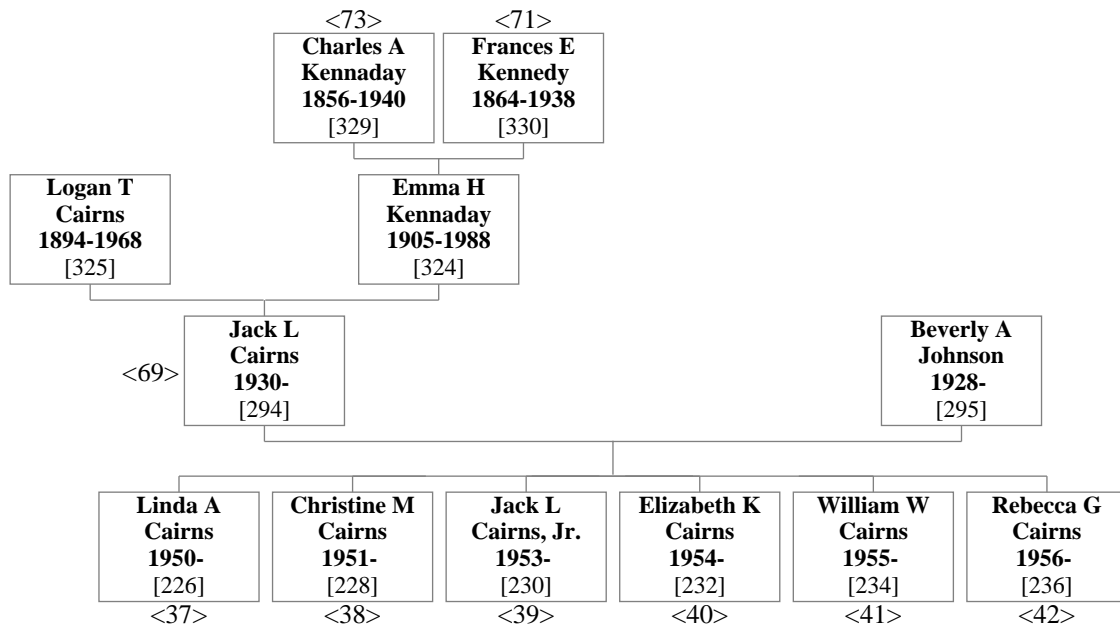 <73>
<71>
Charles A
Kennaday
1856-1940
[329]
Frances E
Kennedy
1864-1938
[330]
Logan T
Cairns
1894-1968
[325]
Emma H
Kennaday
1905-1988
[324]
<69>
Jack L
Cairns
1930-
[294]
Beverly A
Johnson
1928-
[295]
Linda A
Cairns
1950-
[226]
<37>
Christine M
Cairns
1951-
[228]
<38>
Jack L
Cairns, Jr.
1953-
[230]
<39>
Elizabeth K
Cairns
1954-
[232]
<40>
William W
Cairns
1955-
[234]
<41>
Rebecca G
Cairns
1956-
[236]
<42>